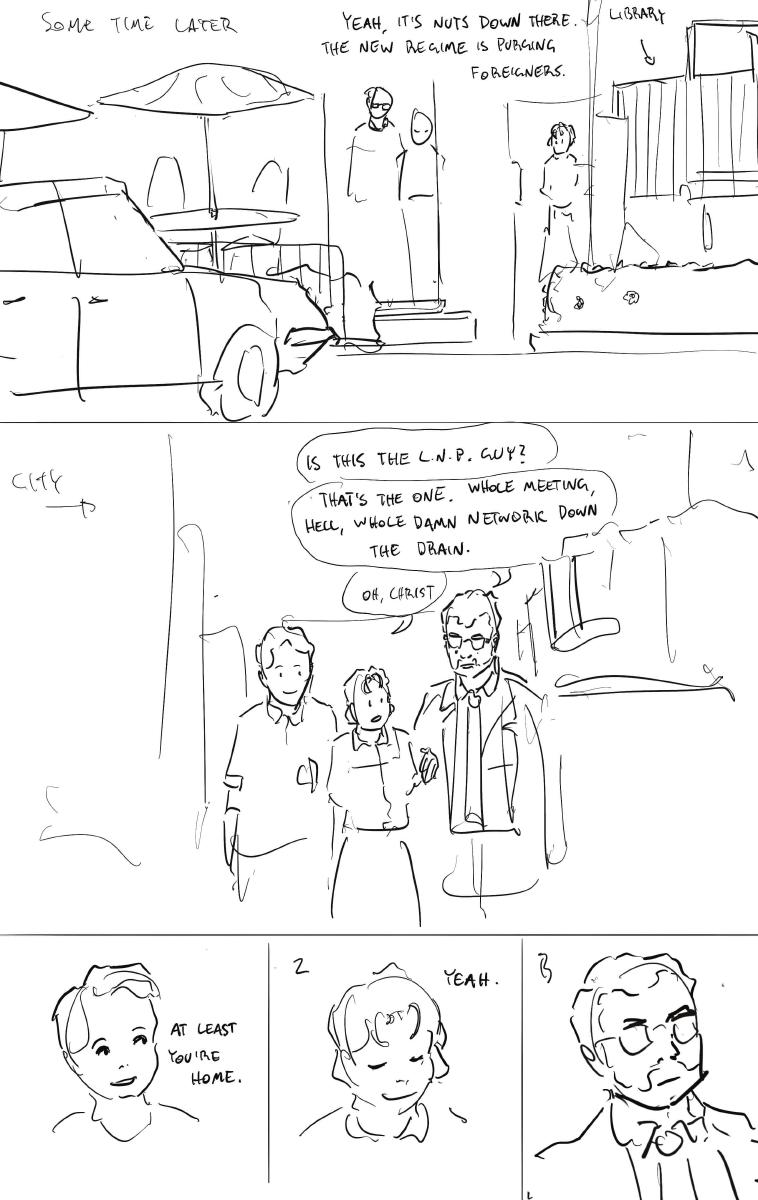 SOME TIME LATER
YEAH, IT'S NUTS DOWN THERE.
THE NEW REGIME IS PURGING
FOREIGNERS.
LIBRARY
CITY
IS THIS THE L.N.P. GUY?
THAT'S THE ONE. WHOLE MEETING,
HELL, WHOLE DAMN NETWORK DOWN
THE DRAIN.
OH, CHRIST
AT LEAST
YOU'RE
HOME.
2
YEAH.
3